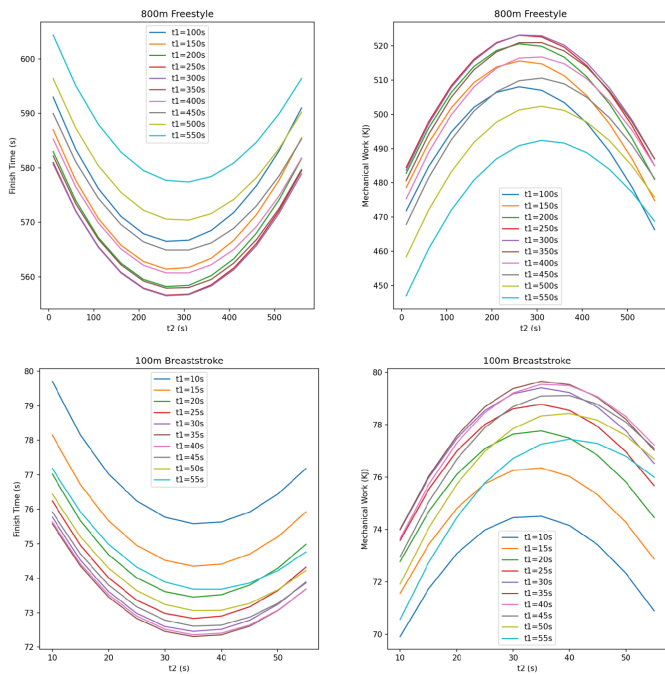 800m Freestyle
Finish Time (s)
600
590
580
570
560
0
100
200
300
400
500
t2 (s)
t1=100s
t1=150s
t1=200s
t1=250s
t1=300s
t1=350s
t1=400s
t1=450s
t1=500s
t1=550s
800m Freestyle
Mechanical Work (KJ)
520
510
500
490
480
470
460
450
0
100
200
300
400
500
t2 (s)
t1=100s
t1=150s
t1=200s
t1=250s
t1=300s
t1=350s
t1=400s
t1=450s
t1=500s
t1=550s
100m Breaststroke
Finish Time (s)
80
79
78
77
76
75
74
73
72
10
20
30
40
50
t2 (s)
t1=10s
t1=15s
t1=20s
t1=25s
t1=30s
t1=35s
t1=40s
t1=45s
t1=50s
t1=55s
100m Breaststroke
Mechanical Work (KJ)
80
78
76
74
72
70
10
20
30
40
50
t2 (s)
t1=10s
t1=15s
t1=20s
t1=25s
t1=30s
t1=35s
t1=40s
t1=45s
t1=50s
t1=55s